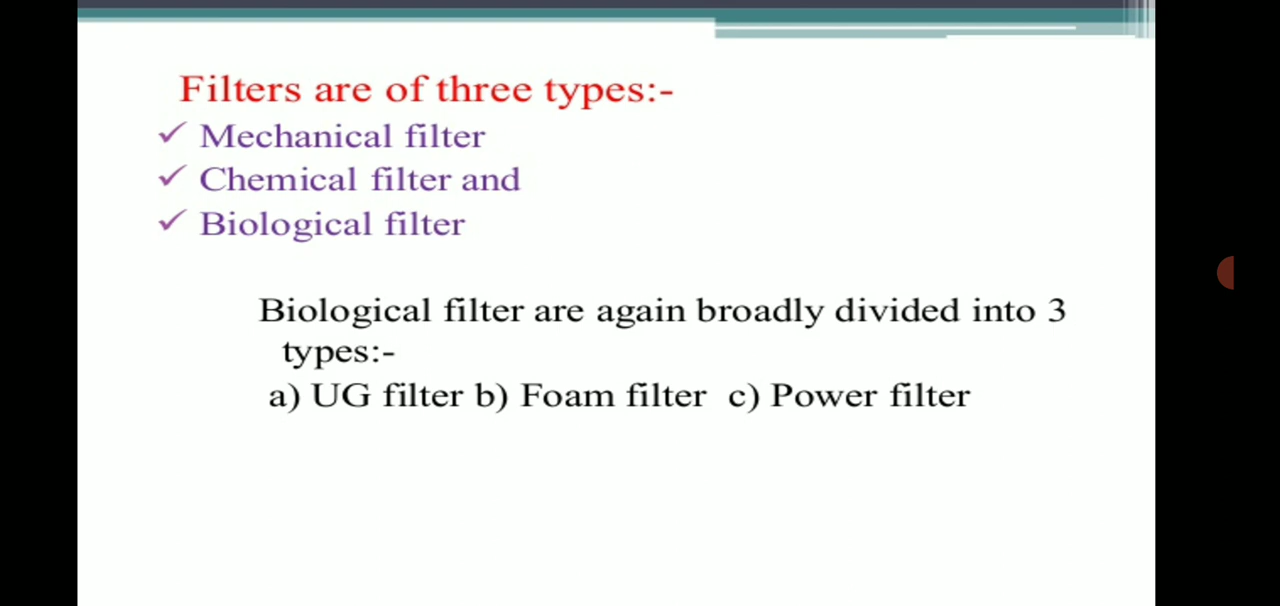 Filters are of three types:-
✓ Mechanical filter
✓ Chemical filter and
✓ Biological filter
Biological filter are again broadly divided into 3
types:-
a) UG filter b) Foam filter c) Power filter